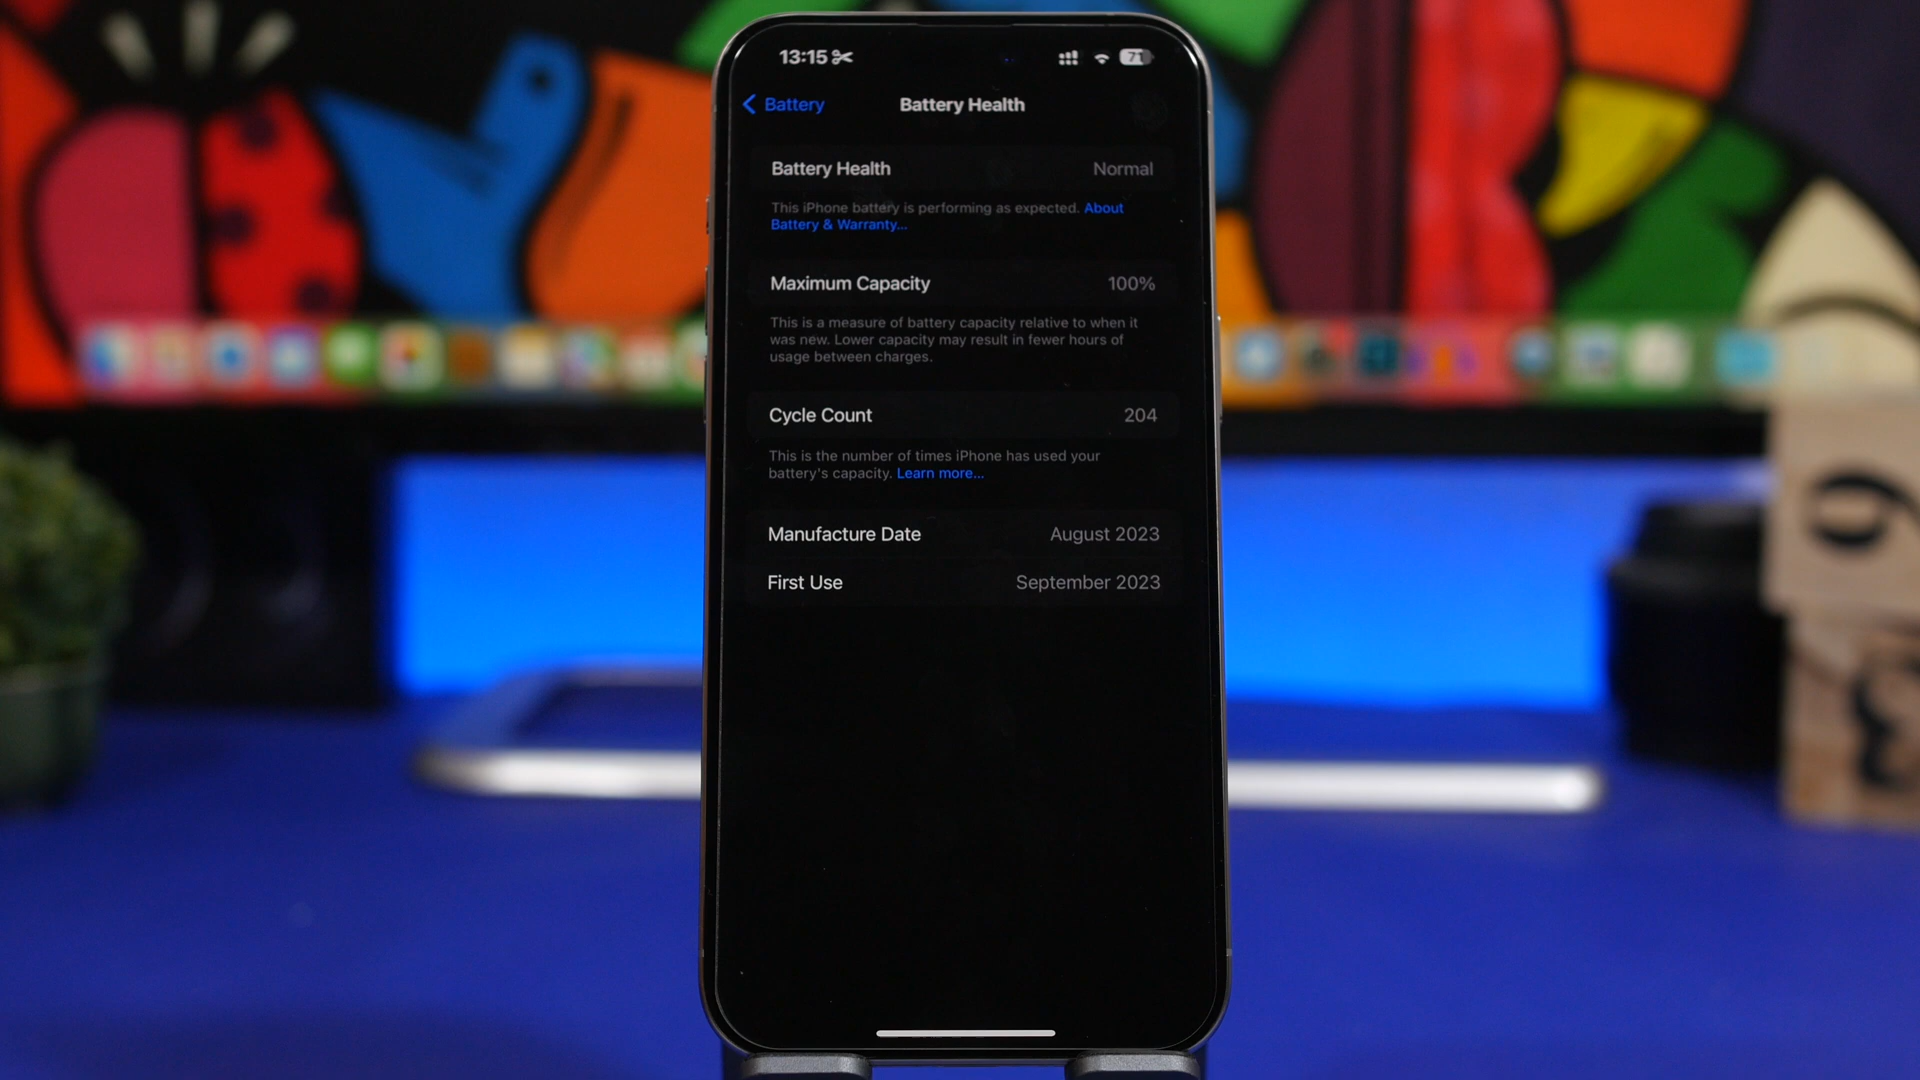 13:15
71
Battery
Battery Health
Battery Health Normal
This iPhone battery is performing as expected. About
Battery & Warranty...
Maximum Capacity 100%
This is a measure of battery capacity relative to when it
was new. Lower capacity may result in fewer hours of
usage between charges.
Cycle Count 204
This is the number of times iPhone has used your
battery's capacity. Learn more...
Manufacture Date August 2023
First Use September 2023